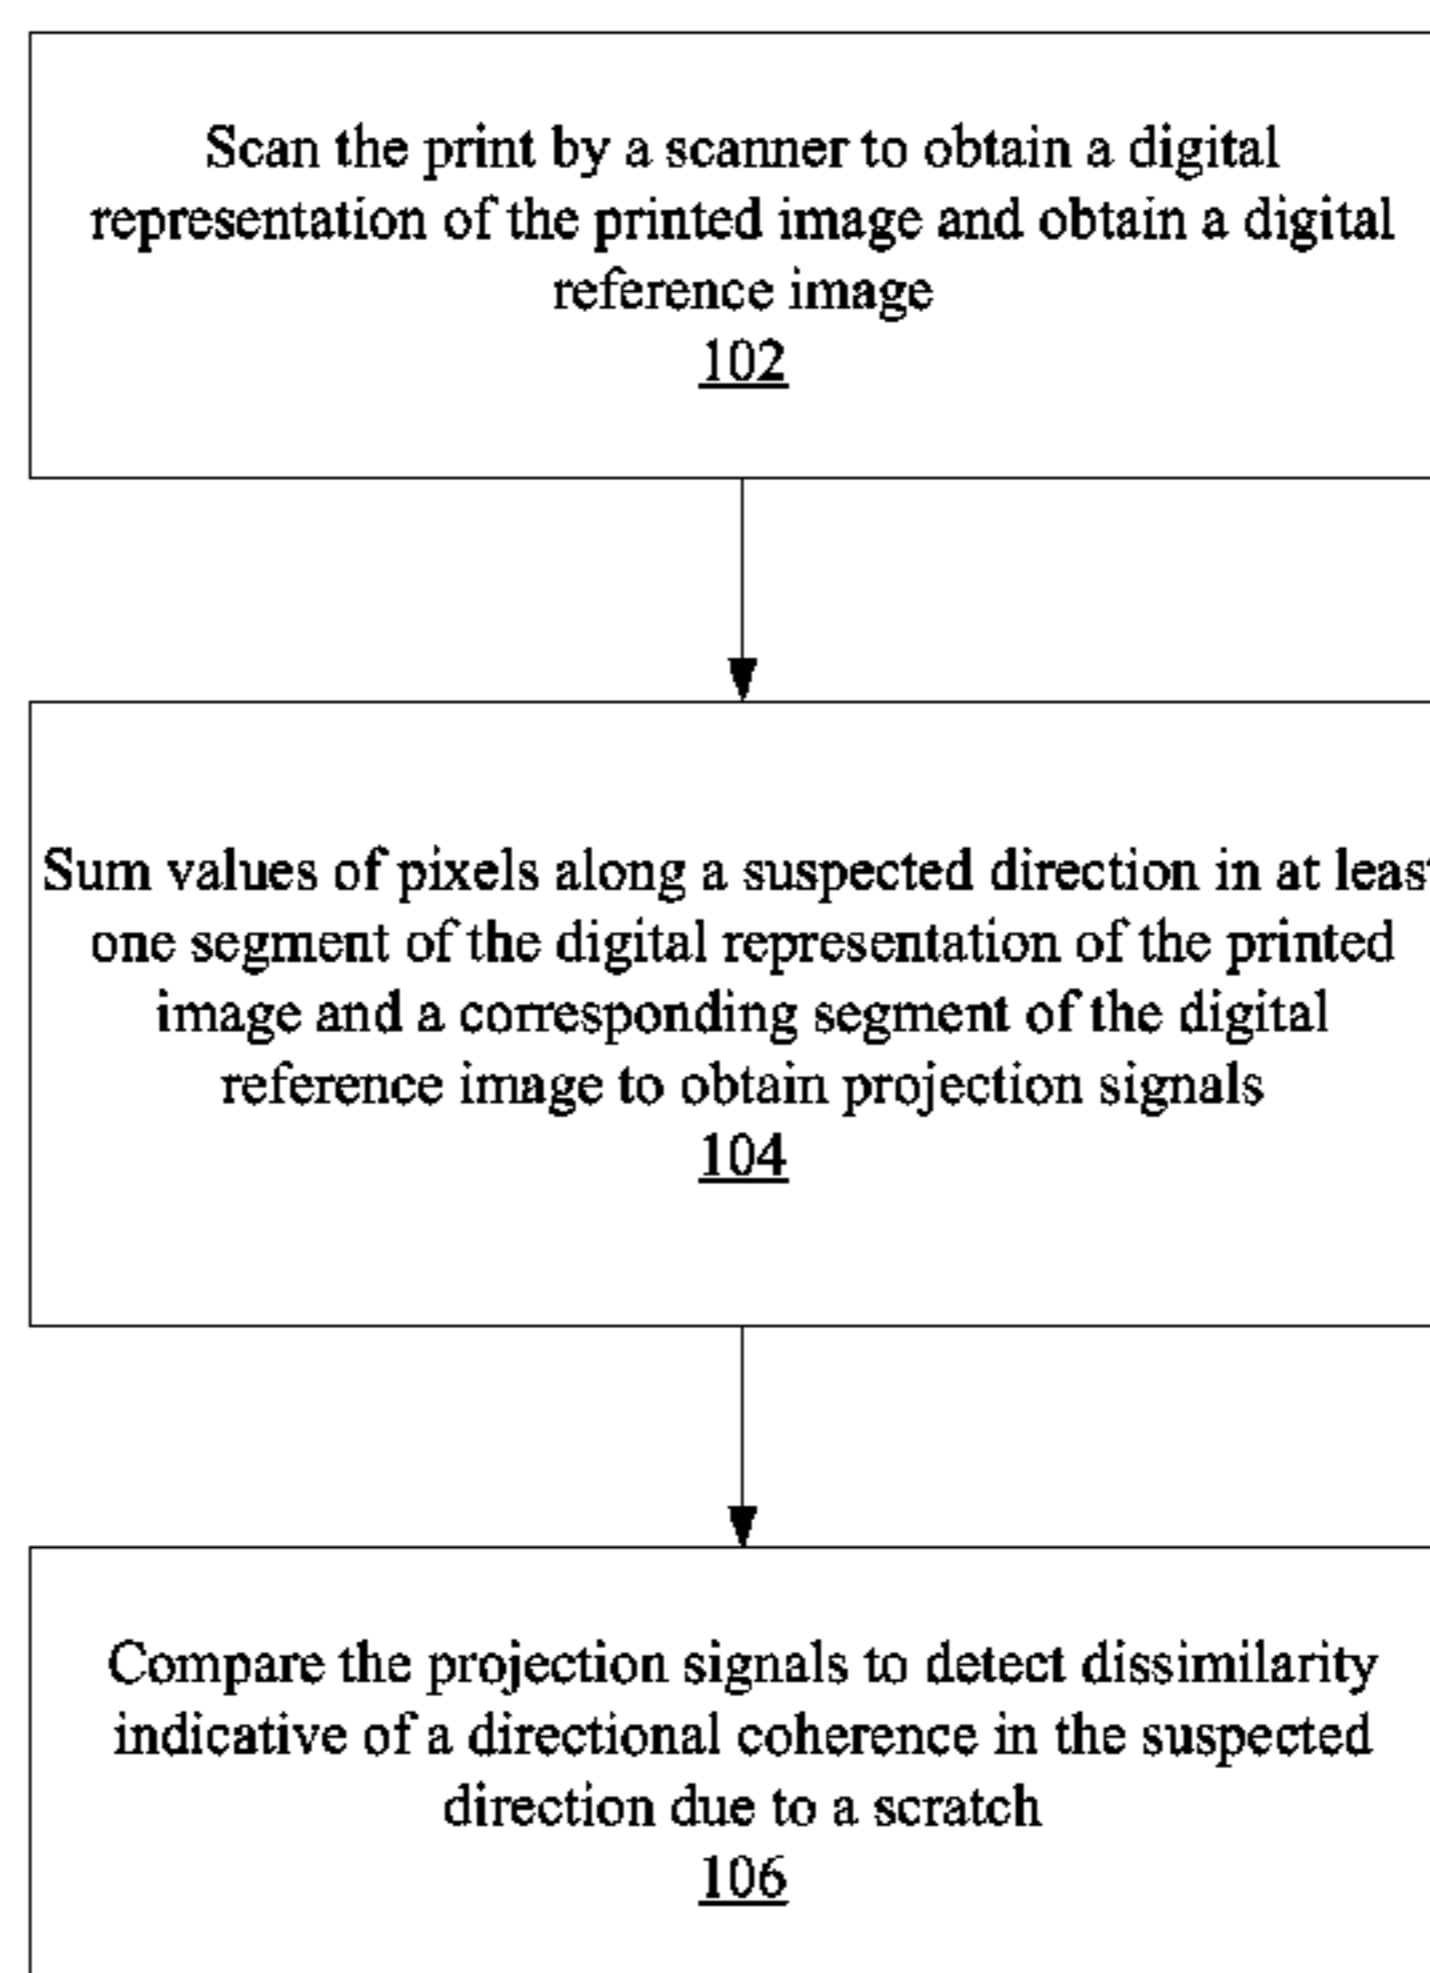 Scan the print by a scanner to obtain a digital
representation of the printed image and obtain a digital
reference image
102
Sum values of pixels along a suspected direction in at least
one segment of the digital representation of the printed
image and a corresponding segment of the digital
reference image to obtain projection signals
104
Compare the projection signals to detect dissimilarity
indicative of a directional coherence in the suspected
direction due to a scratch
106